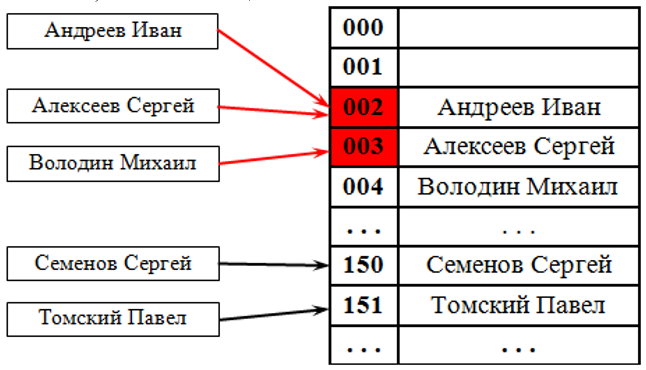 Андреев Иван
Алексеев Сергей
Володин Михаил
Семенов Сергей
Томский Павел
000
001
002 Андреев Иван
003 Алексеев Сергей
004 Володин Михаил
... ...
150 Семенов Сергей
151 Томский Павел
... ...